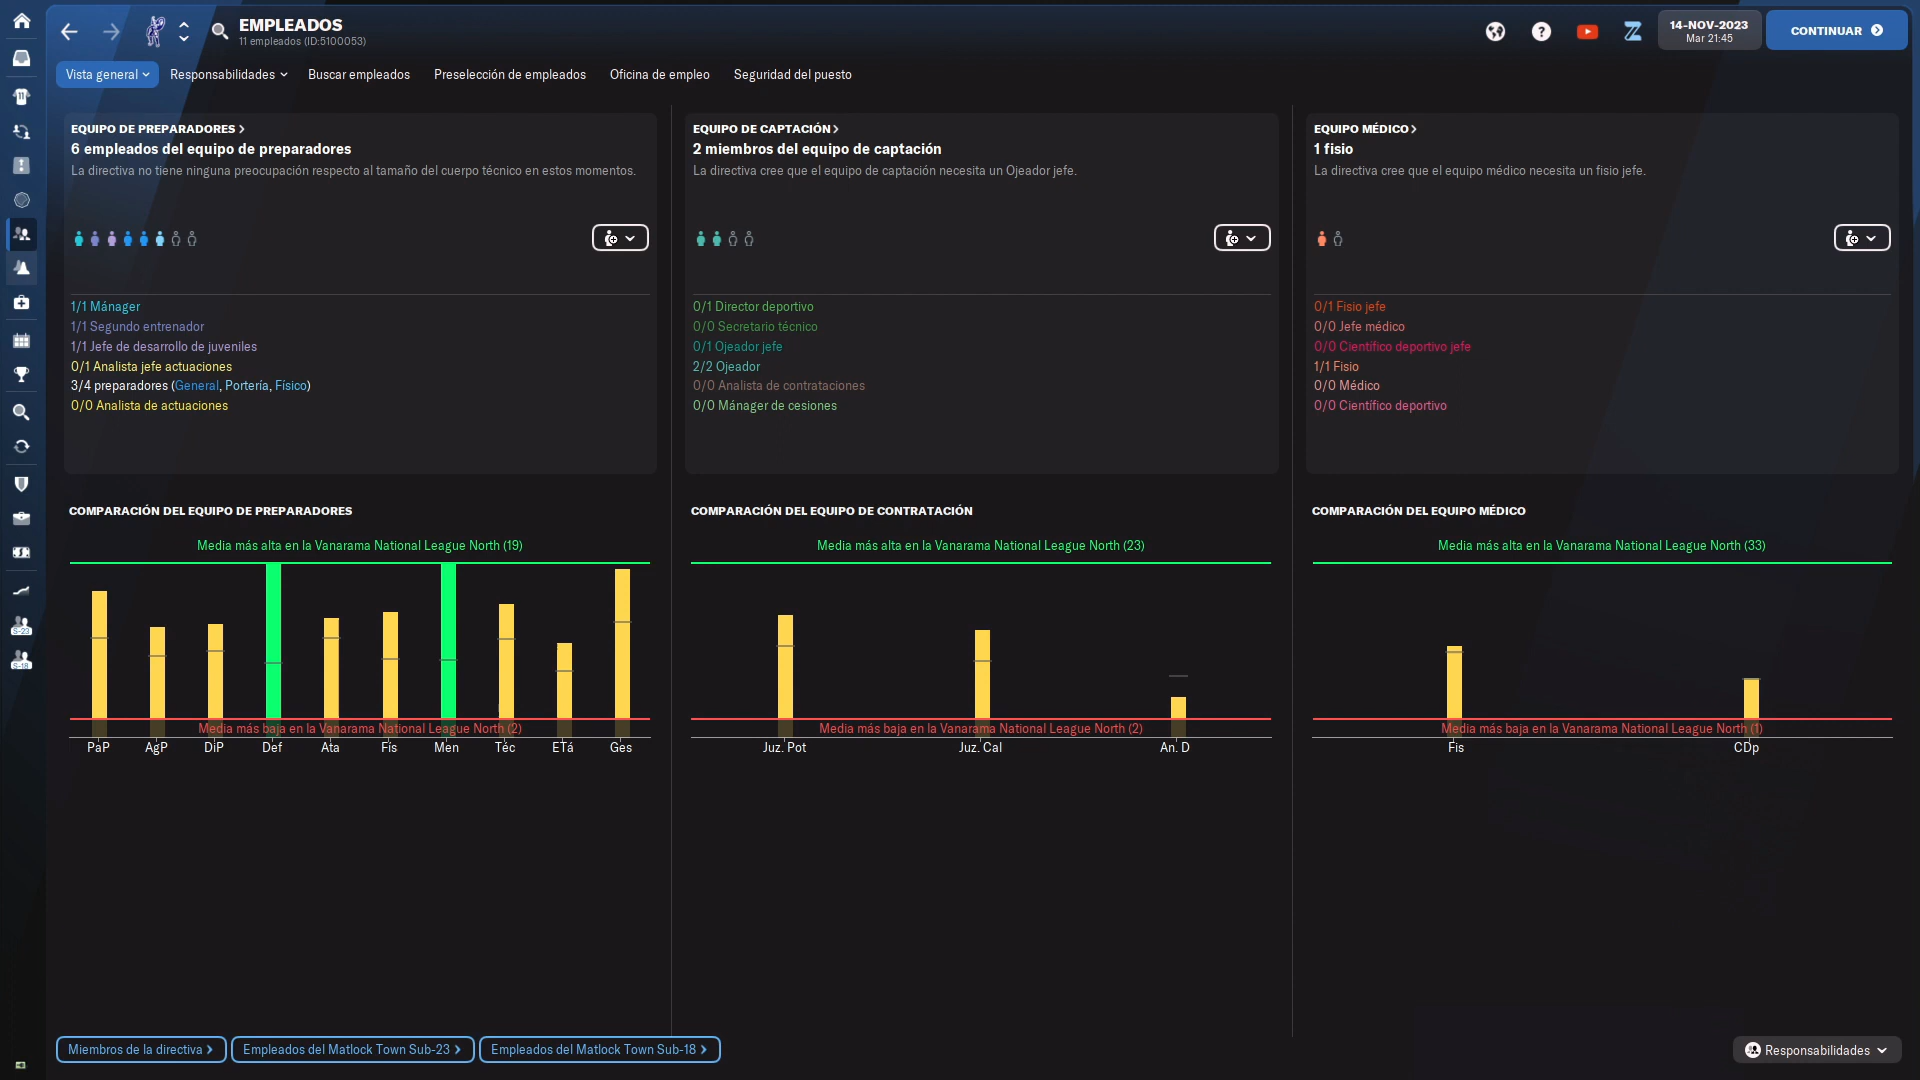 EMPLEADOS
11 empleados (ID:5100053)
14-NOV-2023
Mar 21:45
CONTINUAR
Vista general
Responsabilidades
Buscar empleados
Preselección de empleados
Oficina de empleo
Seguridad del puesto
EQUIPO DE PREPARADORES
6 empleados del equipo de preparadores
La directiva no tiene ninguna preocupación respecto al tamaño del cuerpo técnico en estos momentos.
1/1 Mánager
1/1 Segundo entrenador
1/1 Jefe de desarrollo de juveniles
0/1 Analista jefe actuaciones
3/4 preparadores (General, Portería, Físico)
0/0 Analista de actuaciones
EQUIPO DE CAPTACIÓN
2 miembros del equipo de captación
La directiva cree que el equipo de captación necesita un Ojeador jefe.
0/1 Director deportivo
0/0 Secretario técnico
0/1 Ojeador jefe
2/2 Ojeador
0/0 Analista de contrataciones
0/0 Mánager de cesiones
EQUIPO MÉDICO
1 fisio
La directiva cree que el equipo médico necesita un fisio jefe.
0/1 Fisio jefe
0/0 Jefe médico
0/0 Científico deportivo jefe
1/1 Fisio
0/0 Médico
0/0 Científico deportivo
COMPARACIÓN DEL EQUIPO DE PREPARADORES
Media más alta en la Vanarama National League North (19)
Media más baja en la Vanarama National League North (2)
PaP AgP DiP Def Ata Fís Men Téc ETá Ges
COMPARACIÓN DEL EQUIPO DE CONTRATACIÓN
Media más alta en la Vanarama National League North (23)
Media más baja en la Vanarama National League North (2)
Juz. Pot Juz. Cal An. D
COMPARACIÓN DEL EQUIPO MÉDICO
Media más alta en la Vanarama National League North (33)
Media más baja en la Vanarama National League North (1)
Fis CDp
S-23
S-18
Miembros de la directiva
Empleados del Matlock Town Sub-23
Empleados del Matlock Town Sub-18
Responsabilidades